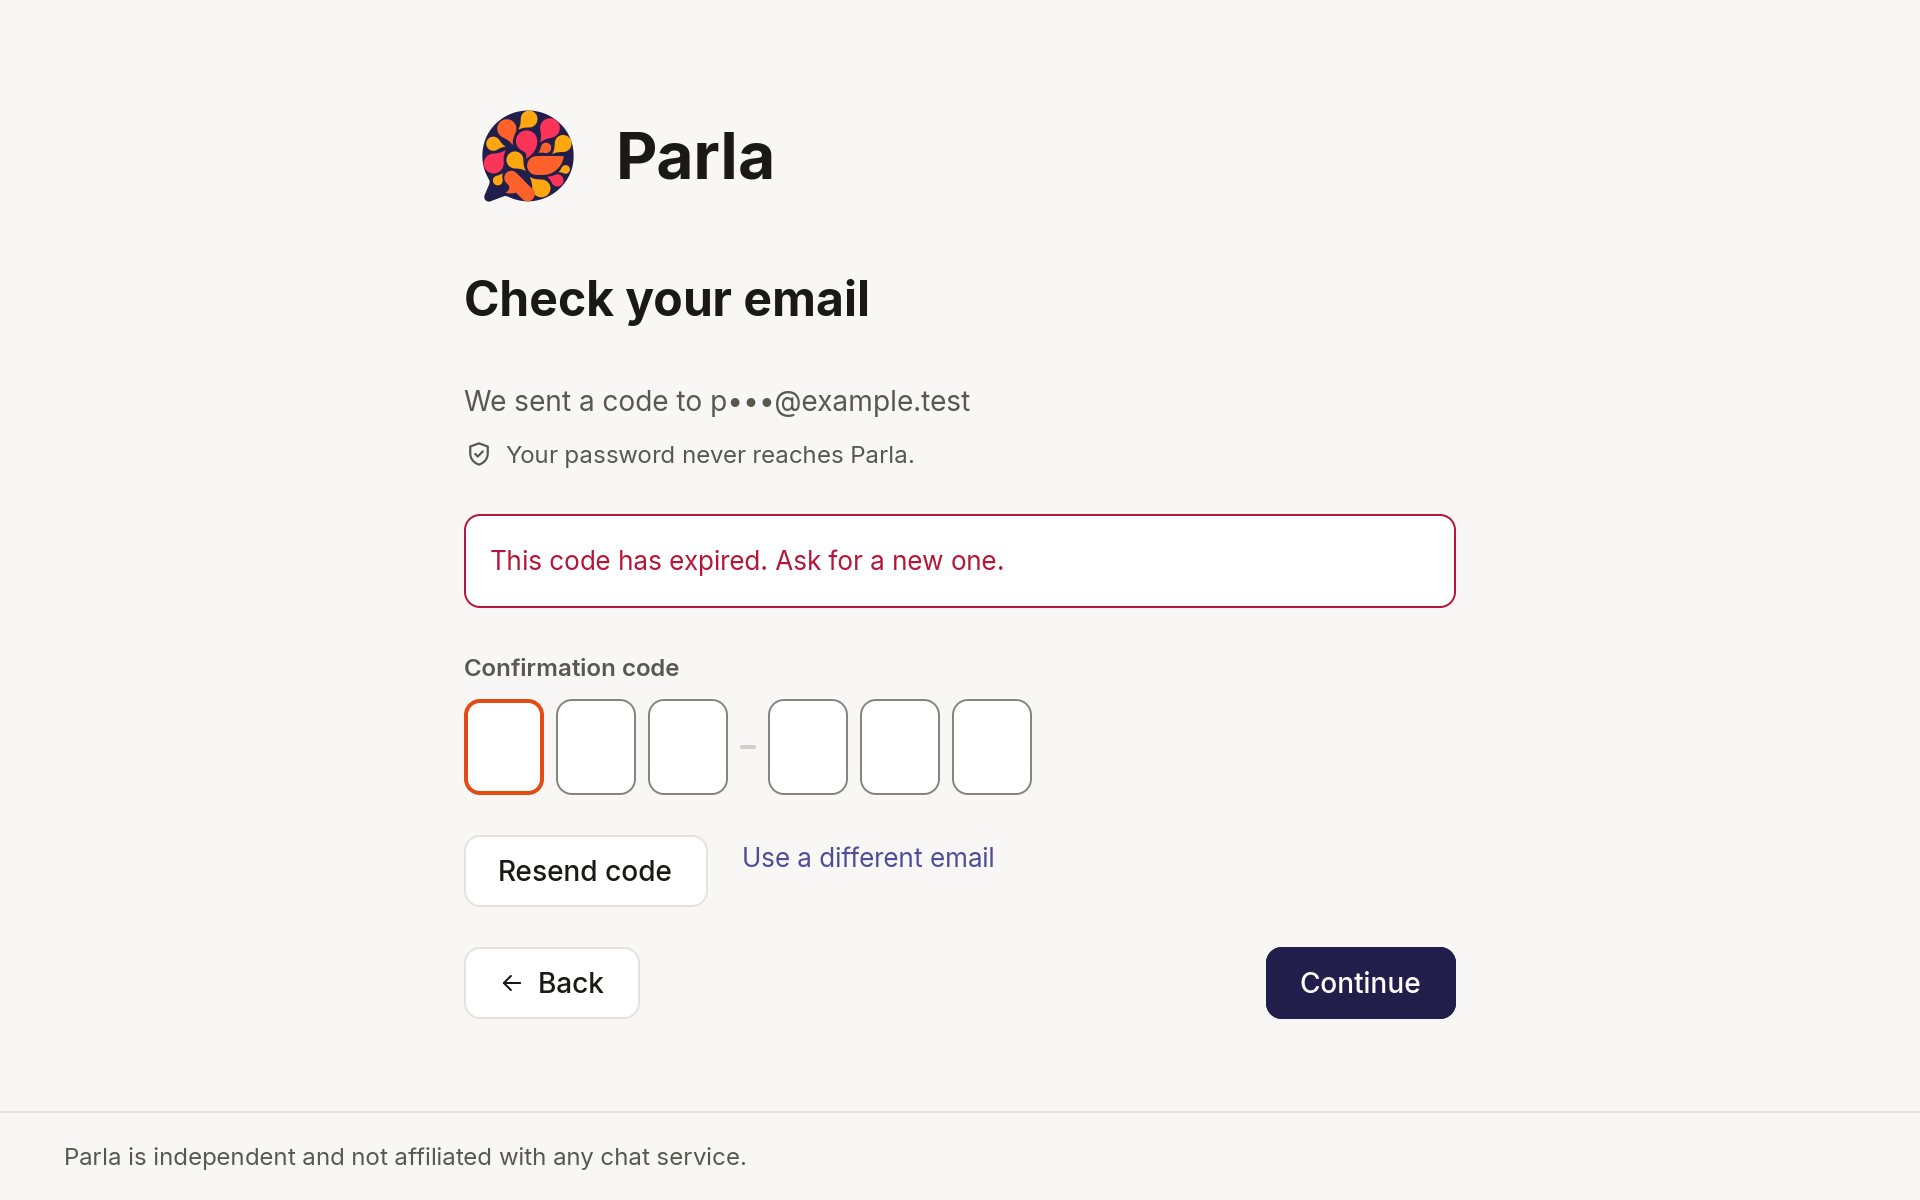 Parla
Check your email
We sent a code to p•••@example.test
Your password never reaches Parla.
This code has expired. Ask for a new one.
Confirmation code
–
Resend code
Use a different email
← Back
Continue
Parla is independent and not affiliated with any chat service.